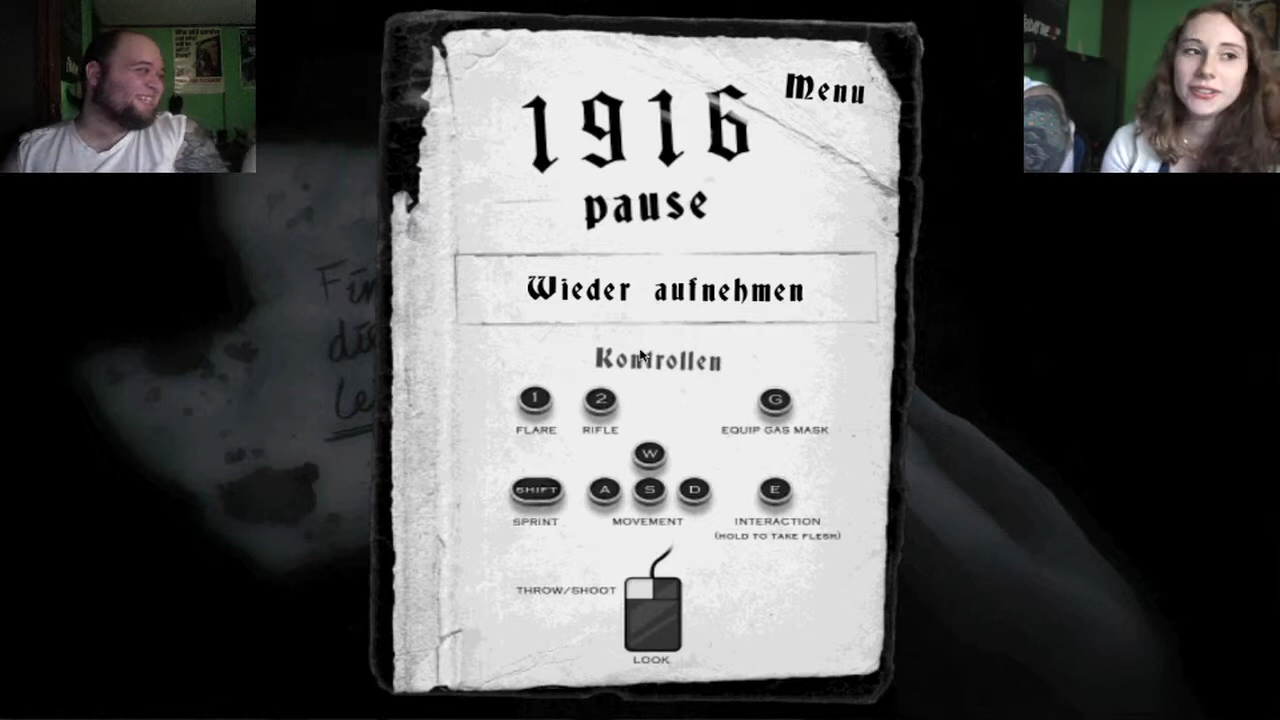 Menu
1916
pause
Wieder aufnehmen
Kontrollen
1 2 G
FLARE RIFLE EQUIP GAS MASK
W
SHIFT A S D E
SPRINT MOVEMENT INTERACTION
(HOLD TO TAKE FLESH)
THROW/SHOOT
LOOK